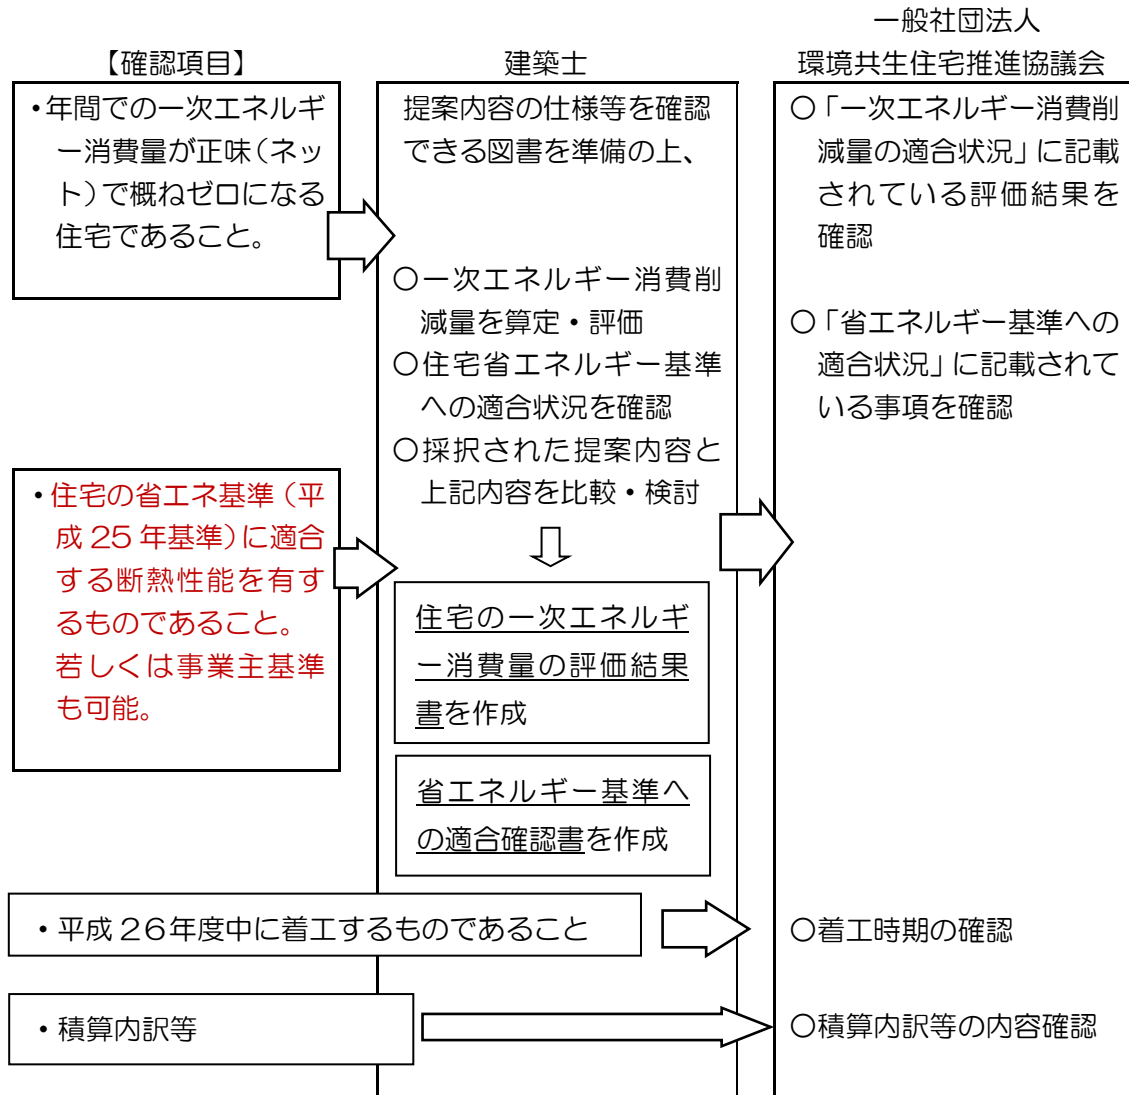 【確認項目】
・年間での一次エネルギ
ー消費量が正味（ネッ
ト）で概ねゼロになる
住宅であること。
・住宅の省エネ基準（平
成 25 年基準）に適合
する断熱性能を有す
るものであること。
若しくは事業主基準
も可能。
建築士
提案内容の仕様等を確認
できる図書を準備の上、
○一次エネルギー消費削
減量を算定・評価
○住宅省エネルギー基準
への適合状況を確認
○採択された提案内容と
上記内容を比較・検討
住宅の一次エネルギ
ー消費量の評価結果
書を作成
省エネルギー基準へ
の適合確認書を作成
一般社団法人
環境共生住宅推進協議会
○「一次エネルギー消費削
減量の適合状況」に記載
されている評価結果を
確認
○「省エネルギー基準への
適合状況」に記載されて
いる事項を確認
・平成２６年度中に着工するものであること
○着工時期の確認
・積算内訳等
○積算内訳等の内容確認